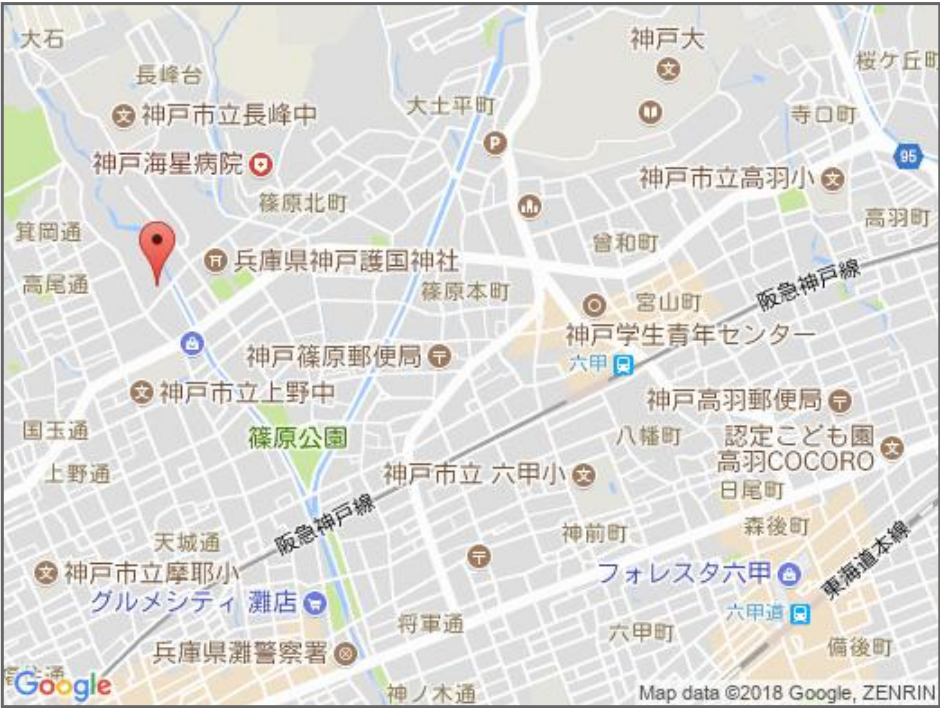 大石
神戸大
桜ケ丘町
長峰台
大土平町
神戸市立長峰中
寺口町
P
95
神戸海星病院
神戸市立高羽小
篠原北町
高羽町
箕岡通
曾和町
兵庫県神戸護国神社
阪急神戸線
高尾通
篠原本町
宮山町
神戸学生青年センター
神戸篠原郵便局
六甲
神戸市立上野中
神戸高羽郵便局
国玉通
篠原公園
八幡町
認定こども園
高羽COCORO
上野通
神戸市立 六甲小
日尾町
阪急神戸線
森後町
神前町
天城通
神戸市立摩耶小
フォレスタ六甲
東海道本線
グルメシティ 灘店
六甲道
将軍通
六甲町
兵庫県灘警察署
備後町
Google
神ノ木通
Map data ©2018 Google, ZENRIN